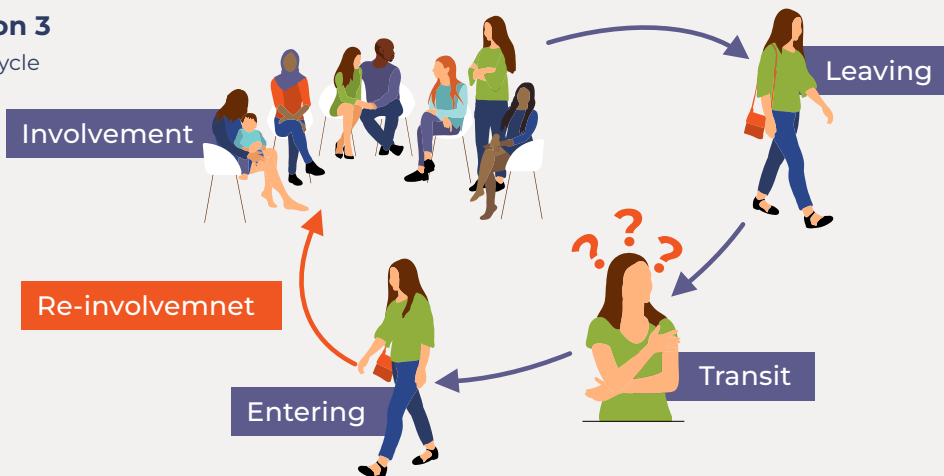 on 3
ycle
Involvement
Leaving
Re-involvemnet
? ? ?
Transit
Entering